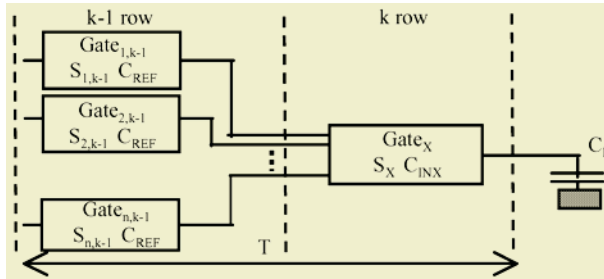 k-1 row
k row
Gate1,k-1
S1,k-1 CREF
Gate2,k-1
S2,k-1 CREF
GateX
SX CINX
Gaten,k-1
Sn,k-1 CREF
T